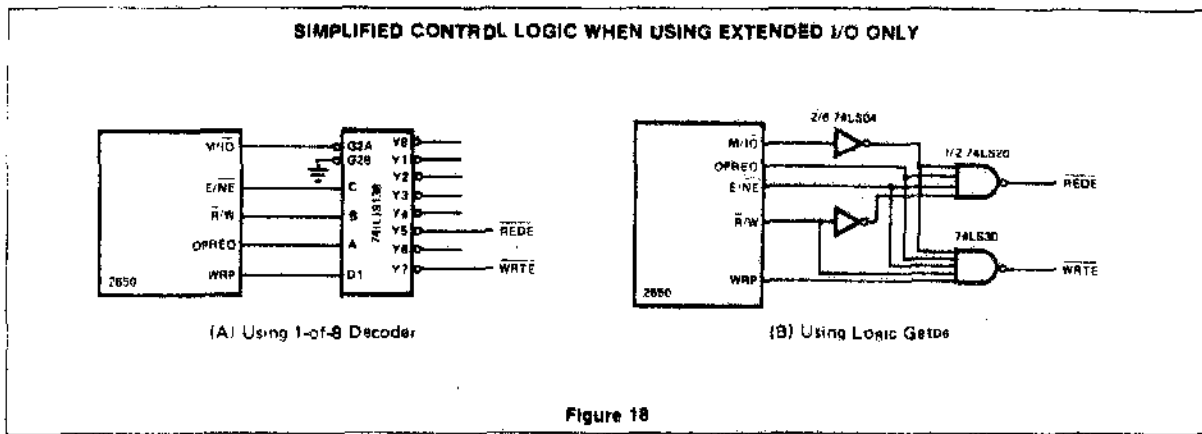 SIMPLIFIED CONTROL LOGIC WHEN USING EXTENDED I/O ONLY
M/IO
E/NE
R/W
OPREQ
WRP
2650
G2A
G2B
C
B
A
D1
74LS138
Y0
Y1
Y2
Y3
Y4
Y5
Y6
Y7
REDE
WRTE
(A) Using 1-of-8 Decoder
2/6 74LS04
M/IO
OPREQ
E/NE
R/W
WRP
2650
1/2 74LS20
REDE
74LS30
WRTE
(B) Using Logic Gates
Figure 18